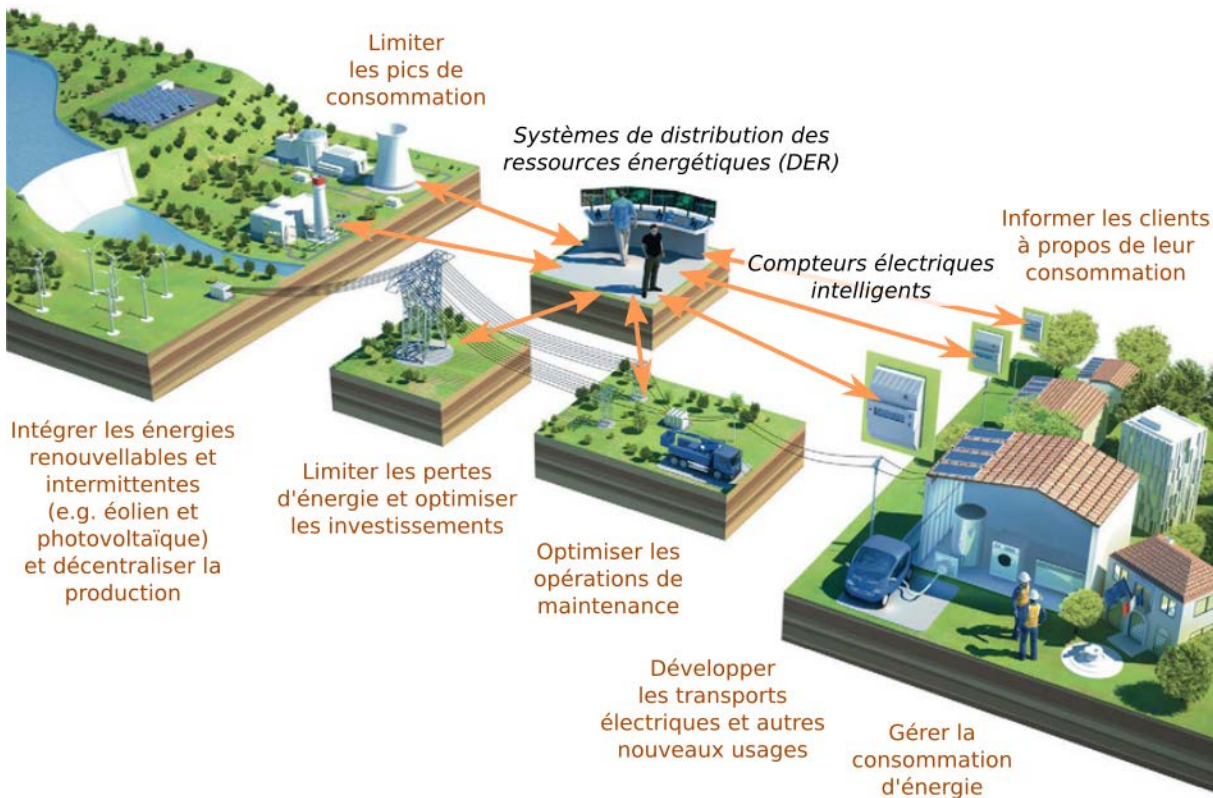 Limiter
les pics de
consommation
Systèmes de distribution des
ressources énergétiques (DER)
Informer les clients
à propos de leur
consommation
Compteurs électriques
intelligents
Intégrer les énergies
renouvellables et
intermittentes
(e.g. éolien et
photovoltaïque)
et décentraliser la
production
Limiter les pertes
d'énergie et optimiser
les investissements
Optimiser les
opérations de
maintenance
Développer
les transports
électriques et autres
nouveaux usages
Gérer la
consommation
d'énergie